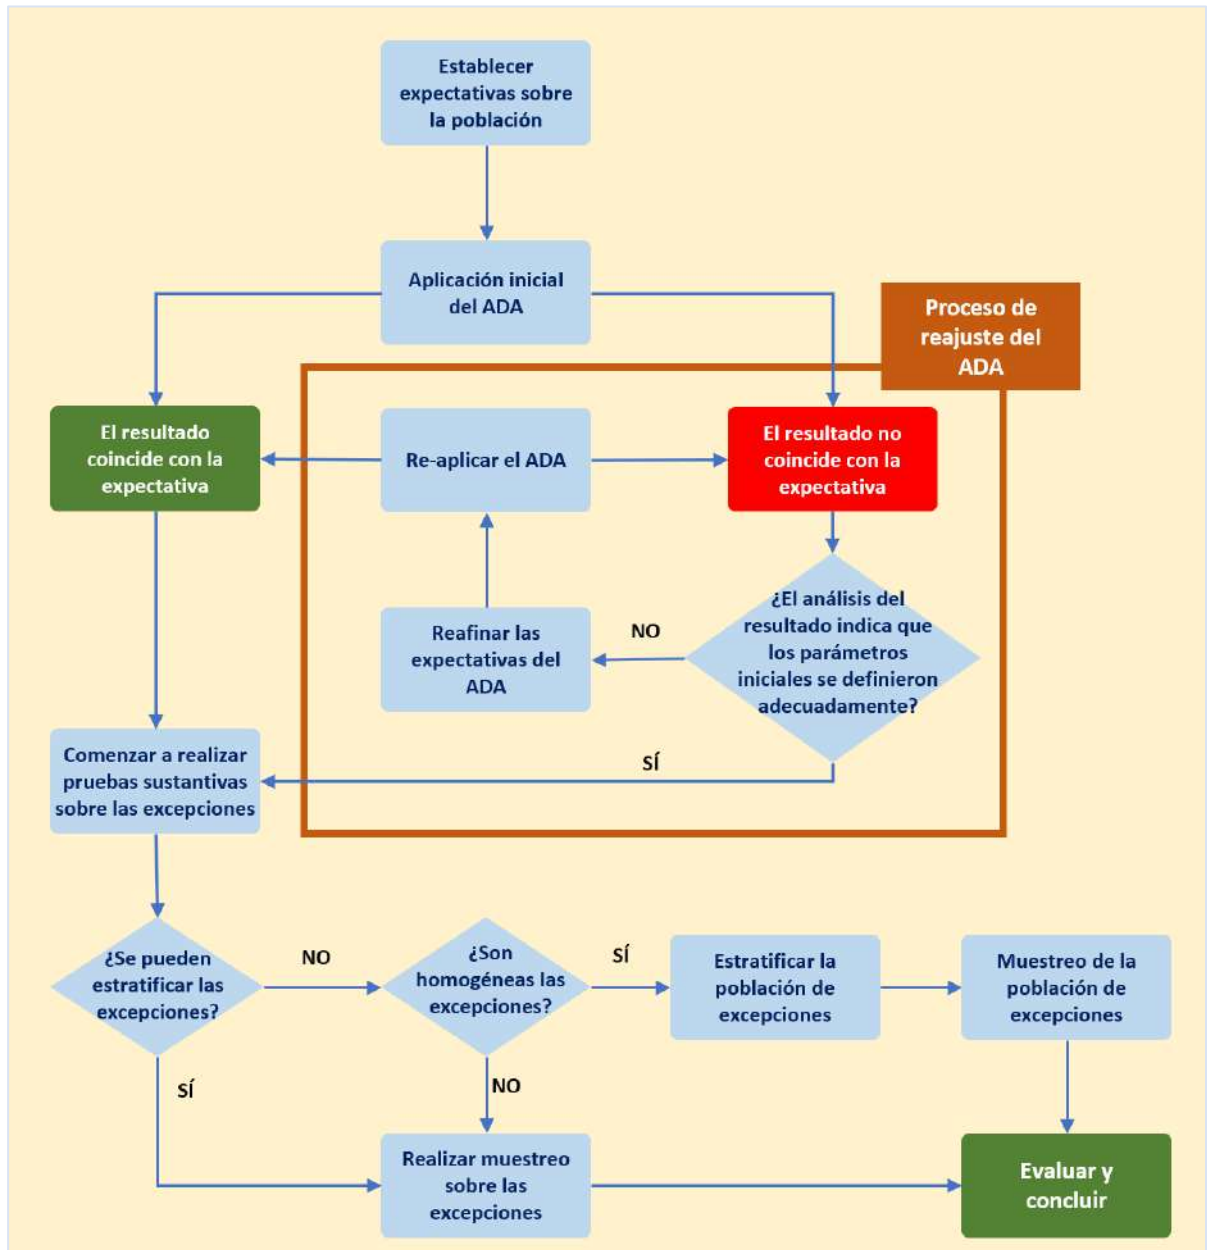 Establecer
expectativas sobre
la población
Aplicación inicial
del ADA
Proceso de
reajuste del
ADA
El resultado
coincide con la
expectativa
Re-aplicar el ADA
El resultado no
coincide con la
expectativa
¿El análisis del
resultado indica que
los parámetros
iniciales se definieron
adecuadamente?
NO
Reafinar las
expectativas del
ADA
SÍ
Comenzar a realizar
pruebas sustantivas
sobre las excepciones
¿Se pueden
estratificar las
excepciones?
NO
¿Son
homogéneas las
excepciones?
SÍ
Estratificar la
población de
excepciones
Muestreo de la
población de
excepciones
SÍ
NO
Realizar muestreo
sobre las
excepciones
Evaluar y
concluir